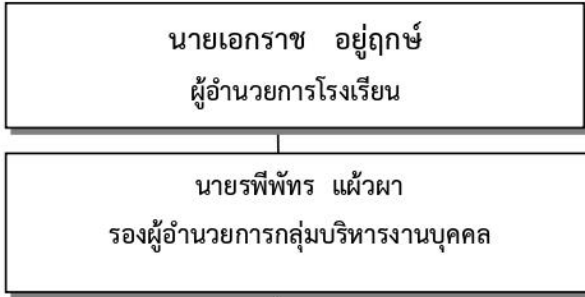 นายเอกราช อยู่ฤกษ์
ผู้อำนวยการโรงเรียน
นายรพีพัทร แผ้วผา
รองผู้อำนวยการกลุ่มบริหารงานบุคคล